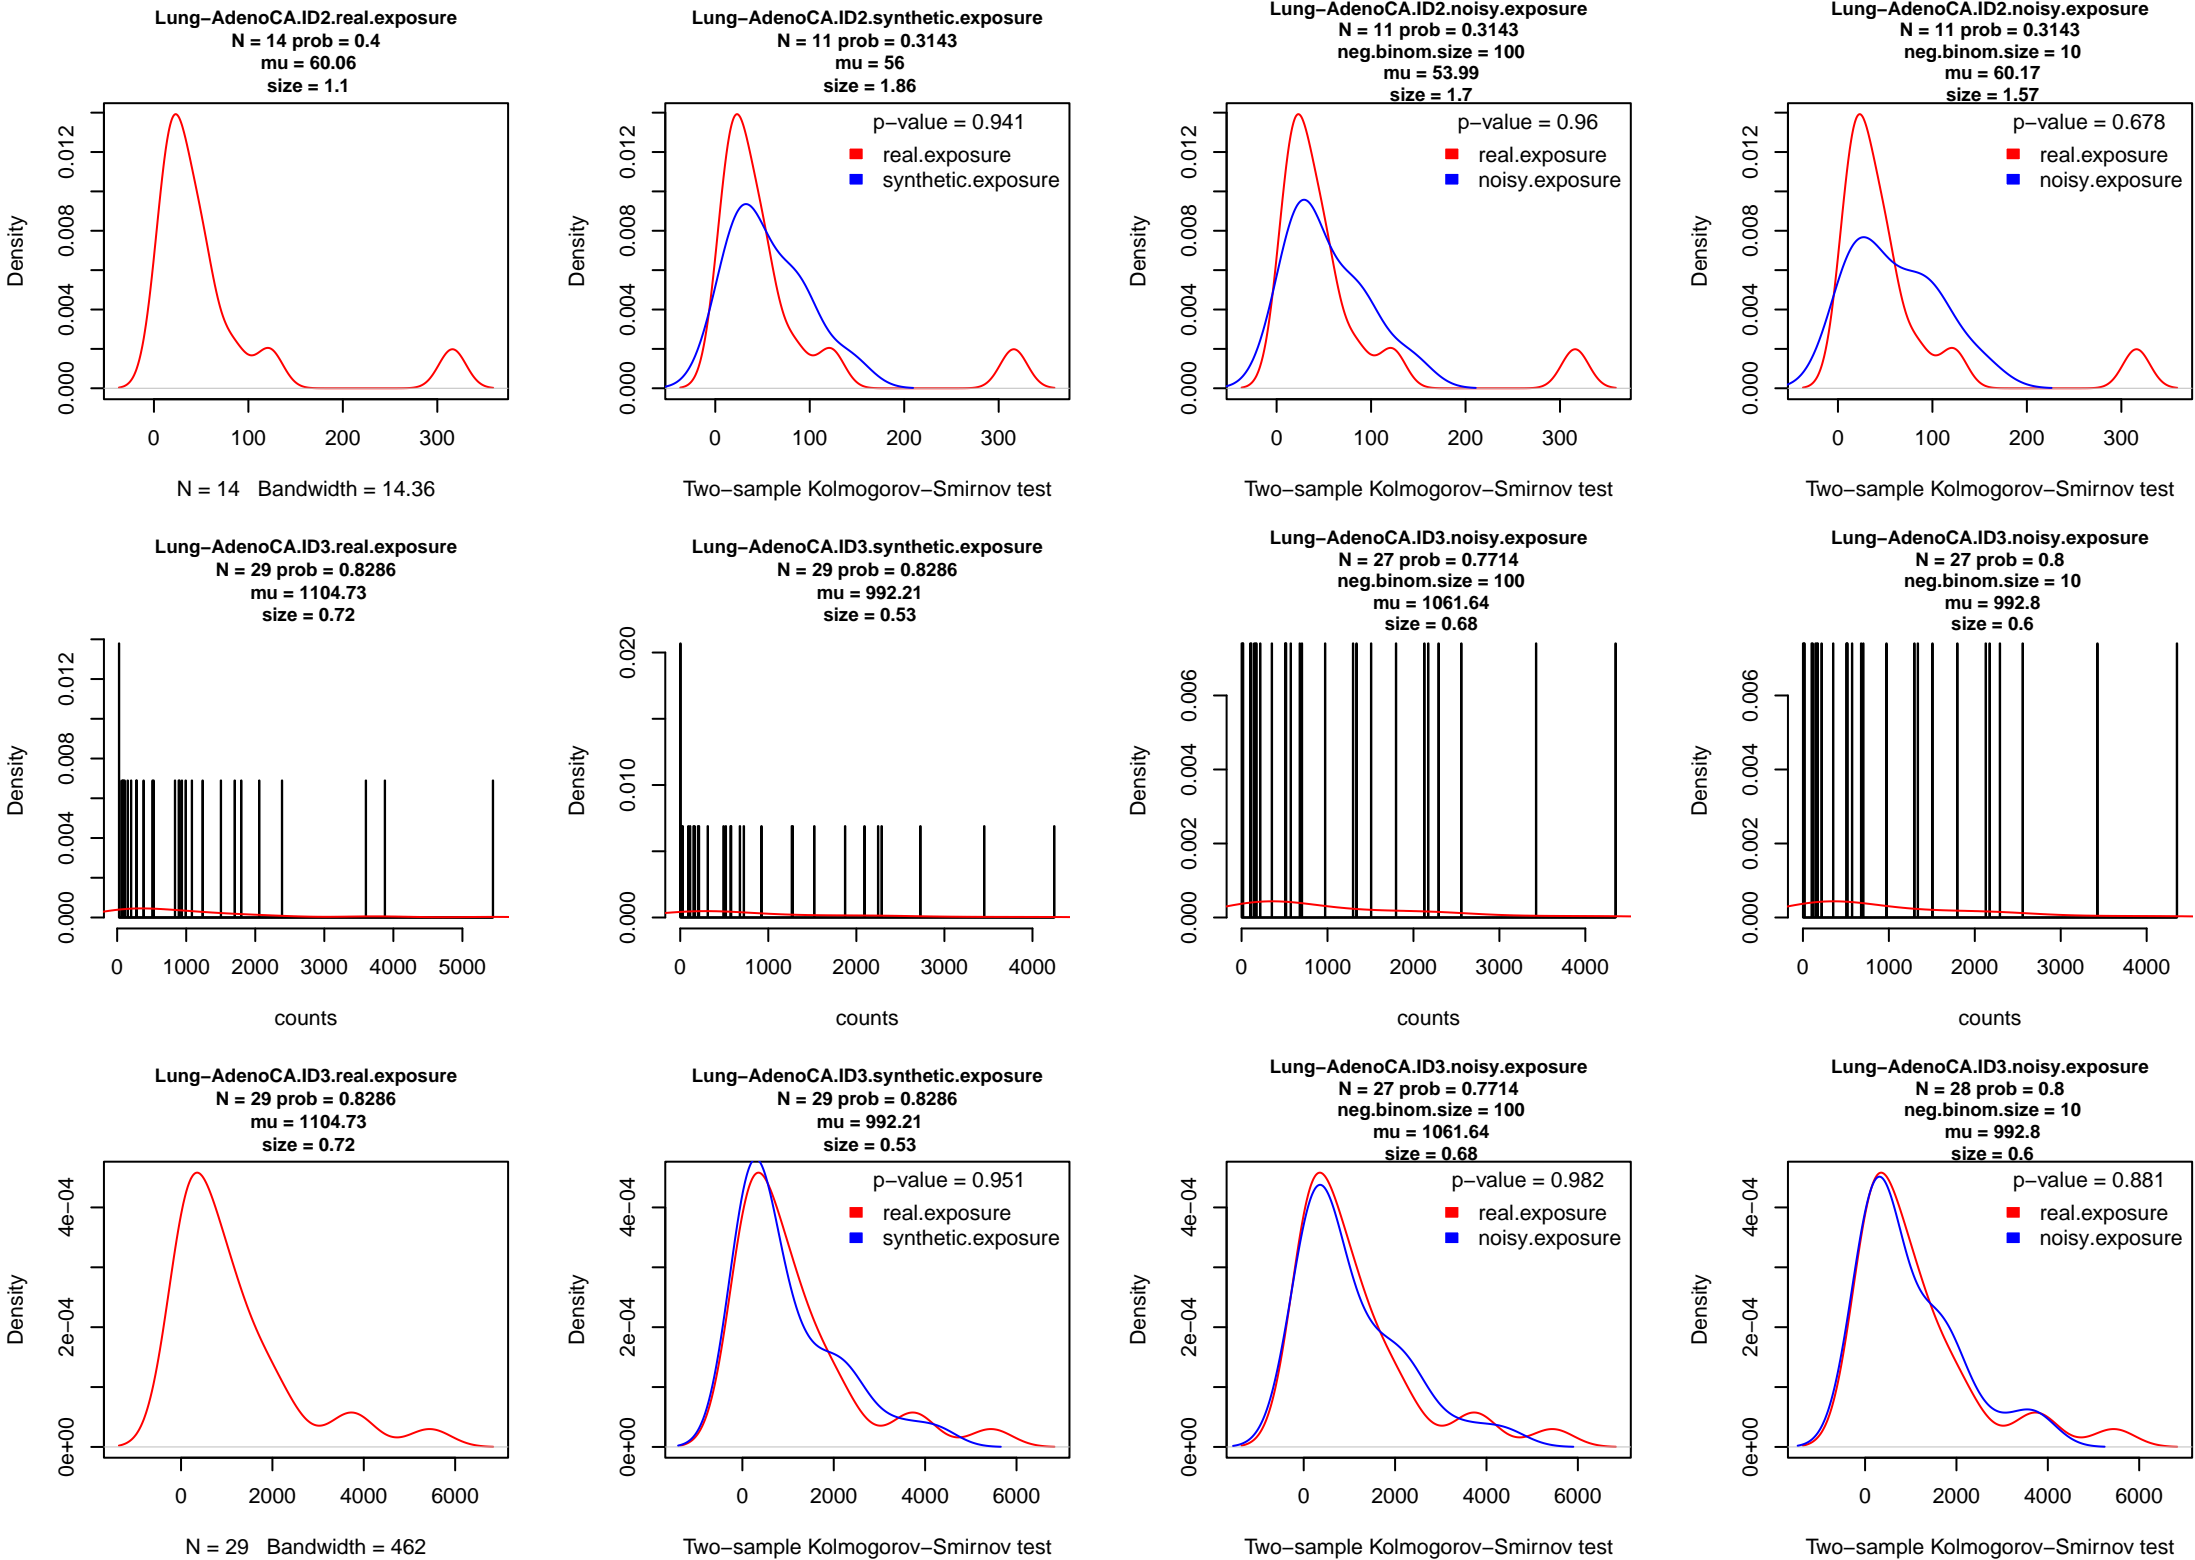 Lung-AdenoCA.ID2.real.exposure
N = 14 prob = 0.4
mu = 60.06
size = 1.1
Density
0.000 0.004 0.008 0.012
0 100 200 300
N = 14 Bandwidth = 14.36
Lung-AdenoCA.ID2.synthetic.exposure
N = 11 prob = 0.3143
mu = 56
size = 1.86
p-value = 0.941
real.exposure
synthetic.exposure
Density
0.000 0.004 0.008 0.012
0 100 200 300
Two-sample Kolmogorov-Smirnov test
Lung-AdenoCA.ID2.noisy.exposure
N = 11 prob = 0.3143
neg.binom.size = 100
mu = 53.99
size = 1.7
p-value = 0.96
real.exposure
noisy.exposure
Density
0.000 0.004 0.008 0.012
0 100 200 300
Two-sample Kolmogorov-Smirnov test
Lung-AdenoCA.ID2.noisy.exposure
N = 11 prob = 0.3143
neg.binom.size = 10
mu = 60.17
size = 1.57
p-value = 0.678
real.exposure
noisy.exposure
Density
0.000 0.004 0.008 0.012
0 100 200 300
Two-sample Kolmogorov-Smirnov test
Lung-AdenoCA.ID3.real.exposure
N = 29 prob = 0.8286
mu = 1104.73
size = 0.72
Density
0.000 0.004 0.008 0.012
0 1000 2000 3000 4000 5000
counts
Lung-AdenoCA.ID3.synthetic.exposure
N = 29 prob = 0.8286
mu = 992.21
size = 0.53
Density
0.000 0.010 0.020
0 1000 2000 3000 4000
counts
Lung-AdenoCA.ID3.noisy.exposure
N = 27 prob = 0.7714
neg.binom.size = 100
mu = 1061.64
size = 0.68
Density
0.000 0.002 0.004 0.006
0 1000 2000 3000 4000
counts
Lung-AdenoCA.ID3.noisy.exposure
N = 27 prob = 0.8
neg.binom.size = 10
mu = 992.8
size = 0.6
Density
0.000 0.002 0.004 0.006
0 1000 2000 3000 4000
counts
Lung-AdenoCA.ID3.real.exposure
N = 29 prob = 0.8286
mu = 1104.73
size = 0.72
Density
0e+00 2e-04 4e-04
0 2000 4000 6000
N = 29 Bandwidth = 462
Lung-AdenoCA.ID3.synthetic.exposure
N = 29 prob = 0.8286
mu = 992.21
size = 0.53
p-value = 0.951
real.exposure
synthetic.exposure
Density
0e+00 2e-04 4e-04
0 2000 4000 6000
Two-sample Kolmogorov-Smirnov test
Lung-AdenoCA.ID3.noisy.exposure
N = 27 prob = 0.7714
neg.binom.size = 100
mu = 1061.64
size = 0.68
p-value = 0.982
real.exposure
noisy.exposure
Density
0e+00 2e-04 4e-04
0 2000 4000 6000
Two-sample Kolmogorov-Smirnov test
Lung-AdenoCA.ID3.noisy.exposure
N = 28 prob = 0.8
neg.binom.size = 10
mu = 992.8
size = 0.6
p-value = 0.881
real.exposure
noisy.exposure
Density
0e+00 2e-04 4e-04
0 2000 4000 6000
Two-sample Kolmogorov-Smirnov test